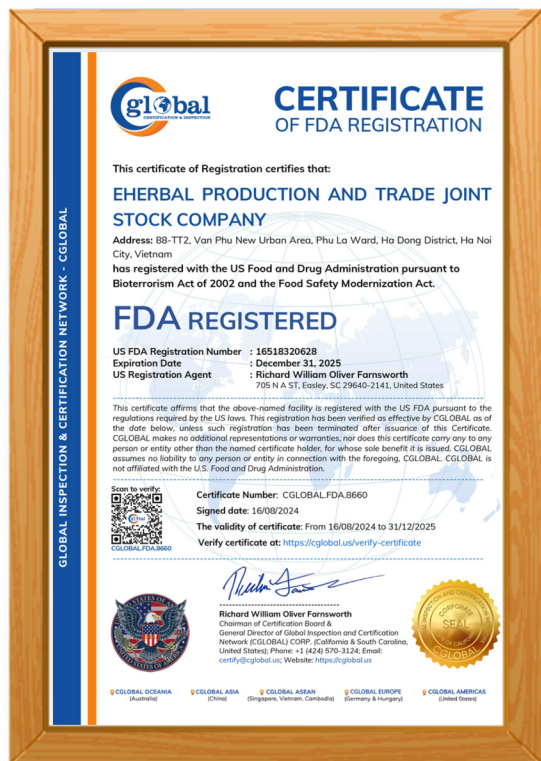 GLOBAL INSPECTION & CERTIFICATION NETWORK - CGLOBAL
Cglobal
CERTIFICATION & INSPECTION
CERTIFICATE
OF FDA REGISTRATION
This certificate of Registration certifies that:
EHERBAL PRODUCTION AND TRADE JOINT
STOCK COMPANY
Address: 88-TT2, Van Phu New Urban Area, Phu La Ward, Ha Dong District, Ha Noi
City, Vietnam
has registered with the US Food and Drug Administration pursuant to
Bioterrorism Act of 2002 and the Food Safety Modernization Act.
FDA REGISTERED
US FDA Registration Number : 16518320628
Expiration Date : December 31, 2025
US Registration Agent : Richard William Oliver Farnsworth
705 N A ST, Easley, SC 29640-2141, United States
This certificate affirms that the above-named facility is registered with the US FDA pursuant to the
regulations required by the US laws. This registration has been verified as effective by CGLOBAL as of
the date below, unless such registration has been terminated after issuance of this Certificate.
CGLOBAL makes no additional representations or warranties, nor does this certificate carry any to any
person or entity other than the named certificate holder, for whose sole benefit it is issued. CGLOBAL
assumes no liability to any person or entity in connection with the foregoing, CGLOBAL. CGLOBAL is
not affiliated with the U.S. Food and Drug Administration.
Scan to verify:
CGLOBAL.FDA.8660
Certificate Number: CGLOBAL.FDA.8660
Signed date: 16/08/2024
The validity of certificate: From 16/08/2024 to 31/12/2025
Verify certificate at: https://cglobal.us/verify-certificate
Richard William Oliver Farnsworth
Chairman of Certification Board &
General Director of Global Inspection and Certification
Network (CGLOBAL) CORP. (California & South Carolina,
United States); Phone: +1 (424) 570-3124; Email:
certify@cglobal.us; Website: https://cglobal.us
CORPORATE
SEAL
CGLOBAL
CGLOBAL OCEANIA
(Australia)
CGLOBAL ASIA
(China)
CGLOBAL ASEAN
(Singapore, Vietnam, Cambodia)
CGLOBAL EUROPE
(Germany & Hungary)
CGLOBAL AMERICAS
(United States)